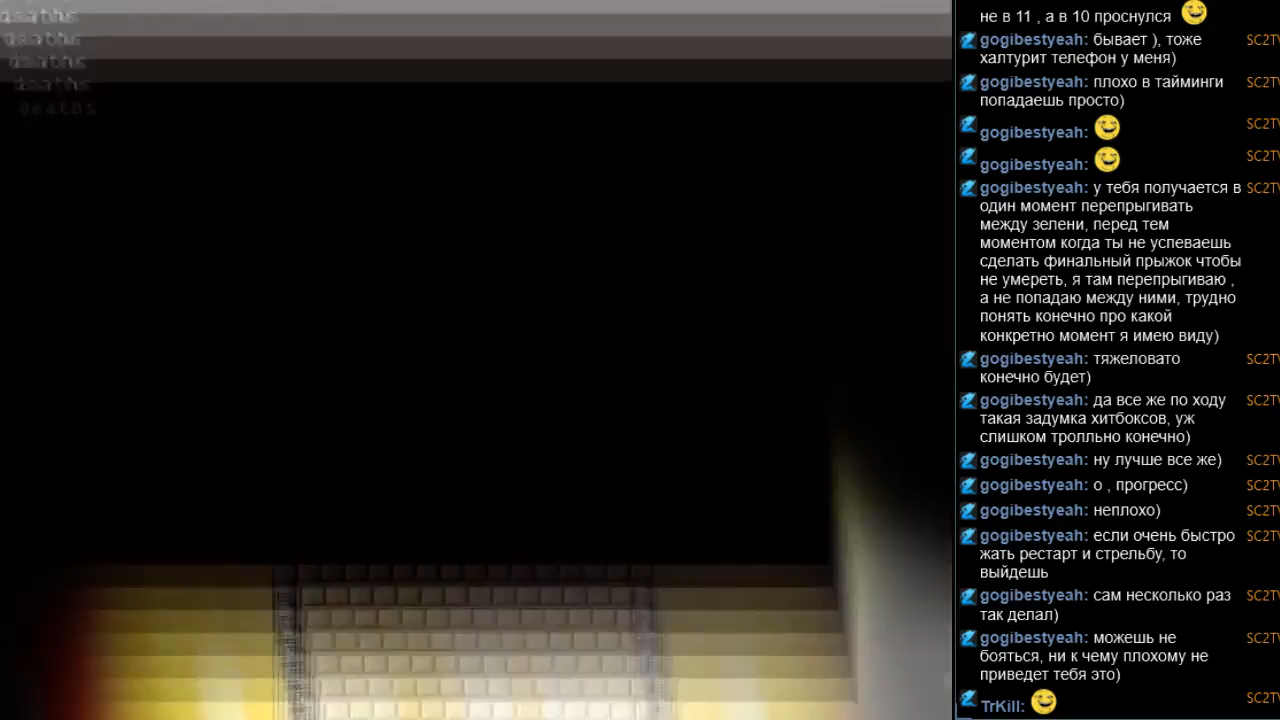 deaths
deaths
deaths
deaths
deaths
не в 11 , а в 10 проснулся
gogibestyeah: бывает ), тоже SC2TV
халтурит телефон у меня)
gogibestyeah: плохо в тайминги SC2TV
попадаешь просто)
gogibestyeah: SC2TV
gogibestyeah: SC2TV
gogibestyeah: у тебя получается в SC2TV
один момент перепрыгивать
между зелени, перед тем
моментом когда ты не успеваешь
сделать финальный прыжок чтобы
не умереть, я там перепрыгиваю ,
а не попадаю между ними, трудно
понять конечно про какой
конкретно момент я имею виду)
gogibestyeah: тяжеловато SC2TV
конечно будет)
gogibestyeah: да все же по ходу SC2TV
такая задумка хитбоксов, уж
слишком тролльно конечно)
gogibestyeah: ну лучше все же) SC2TV
gogibestyeah: о , прогресс) SC2TV
gogibestyeah: неплохо) SC2TV
gogibestyeah: если очень быстро SC2TV
жать рестарт и стрельбу, то
выйдешь
gogibestyeah: сам несколько раз SC2TV
так делал)
gogibestyeah: можешь не SC2TV
бояться, ни к чему плохому не
приведет тебя это)
TrKill: SC2TV